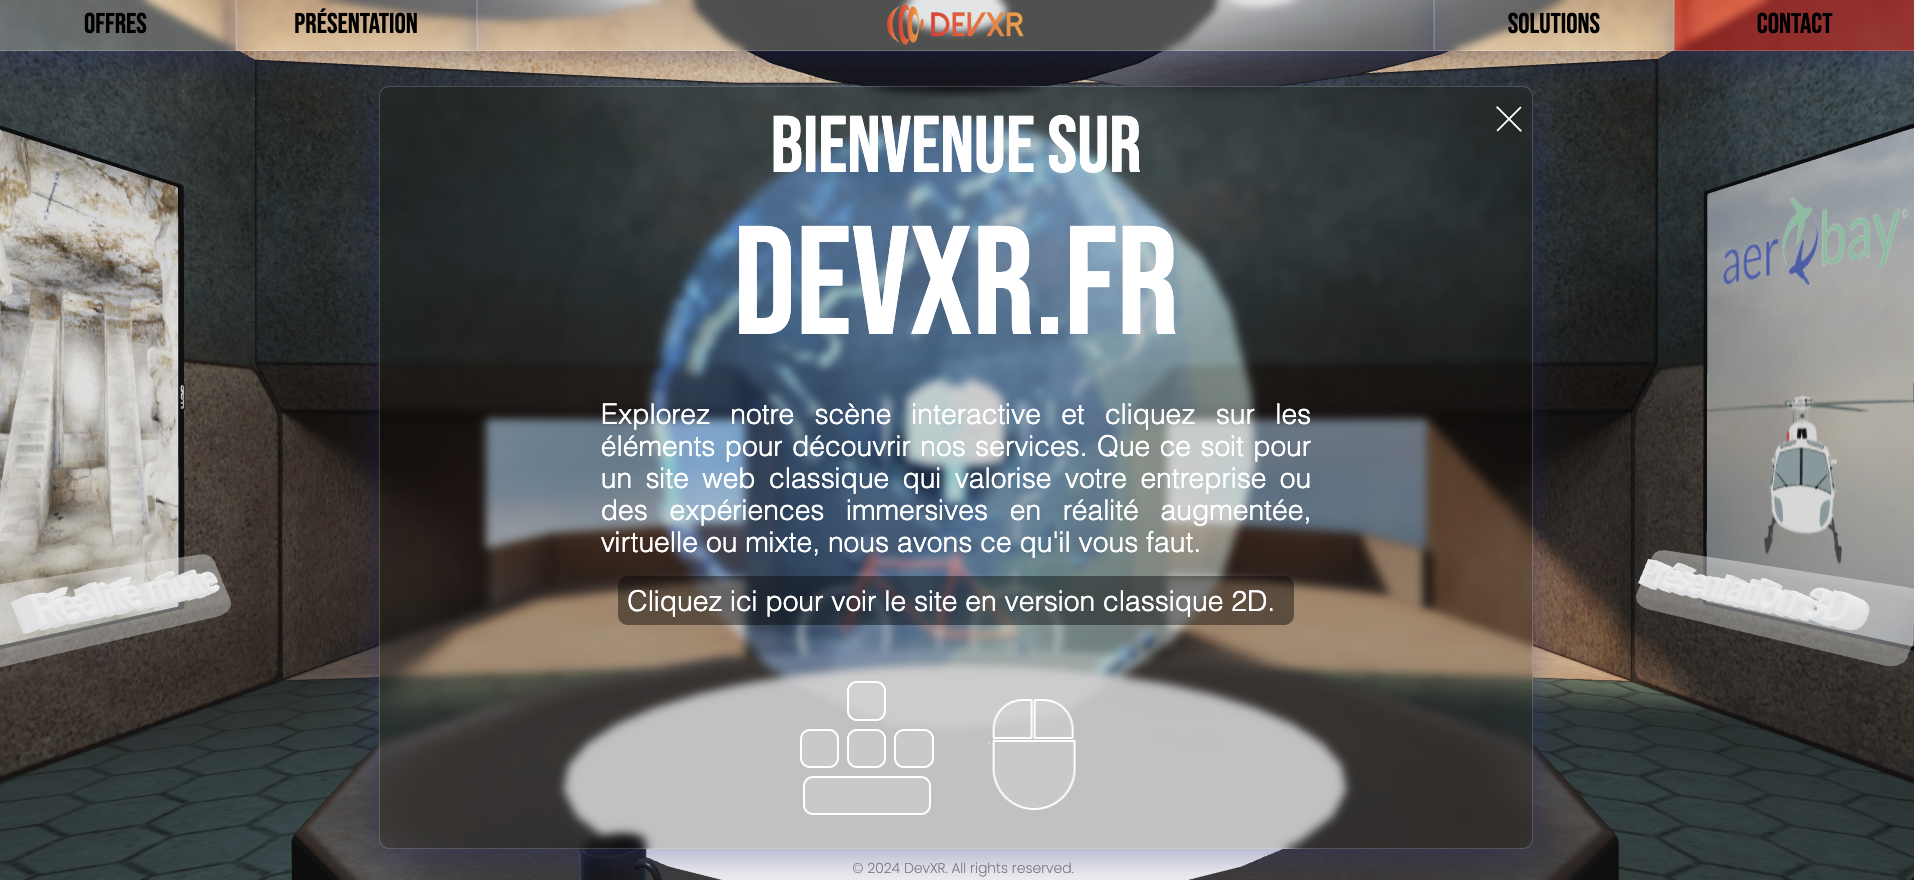 OFFRES
PRÉSENTATION
DEVXR
SOLUTIONS
CONTACT
BIENVENUE SUR
DEVXR.FR
aerobay
Explorez notre scène interactive et cliquez sur les
éléments pour découvrir nos services. Que ce soit pour
un site web classique qui valorise votre entreprise ou
des expériences immersives en réalité augmentée,
virtuelle ou mixte, nous avons ce qu'il vous faut.
Réalité mixte
Présentation 3D
Cliquez ici pour voir le site en version classique 2D.
© 2024 DevXR. All rights reserved.